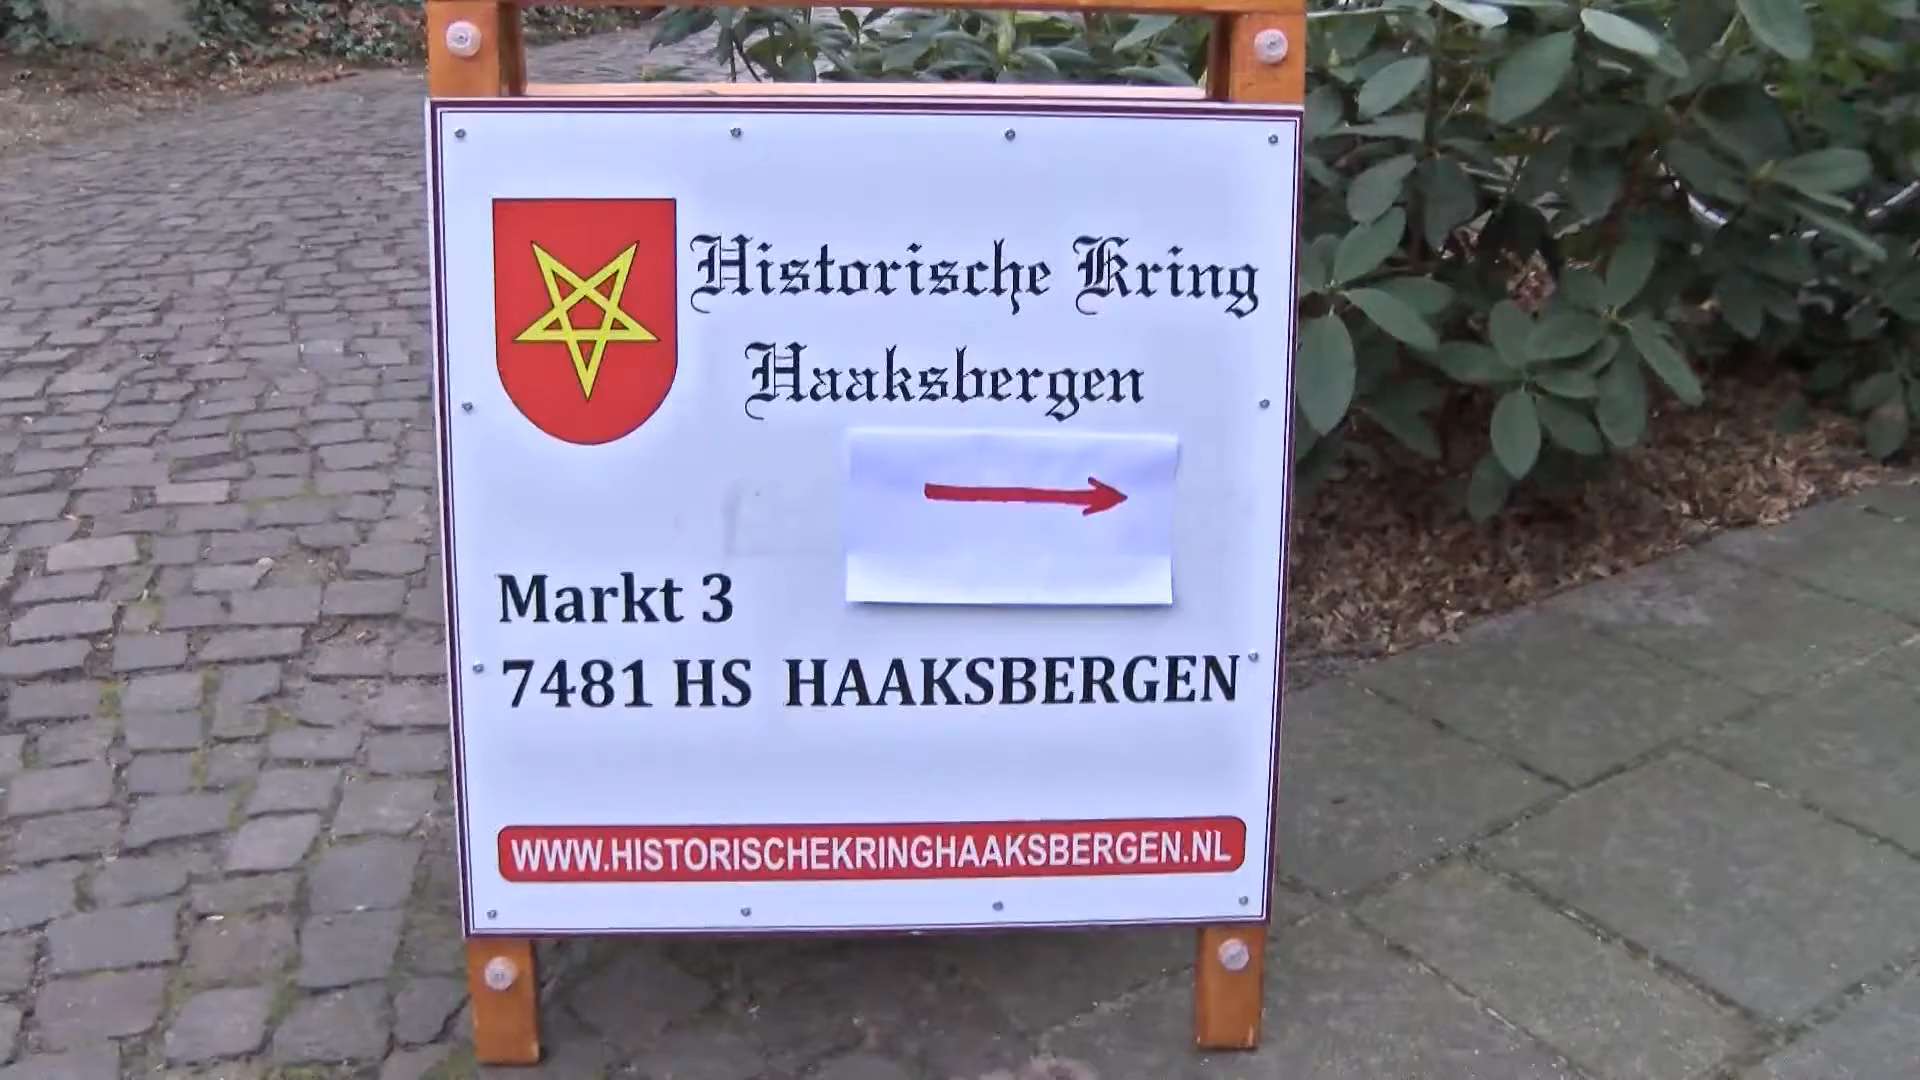 Historische Kring
Haaksbergen
Markt 3
7481 HS HAAKSBERGEN
WWW.HISTORISCHEKRINGHAAKSBERGEN.NL